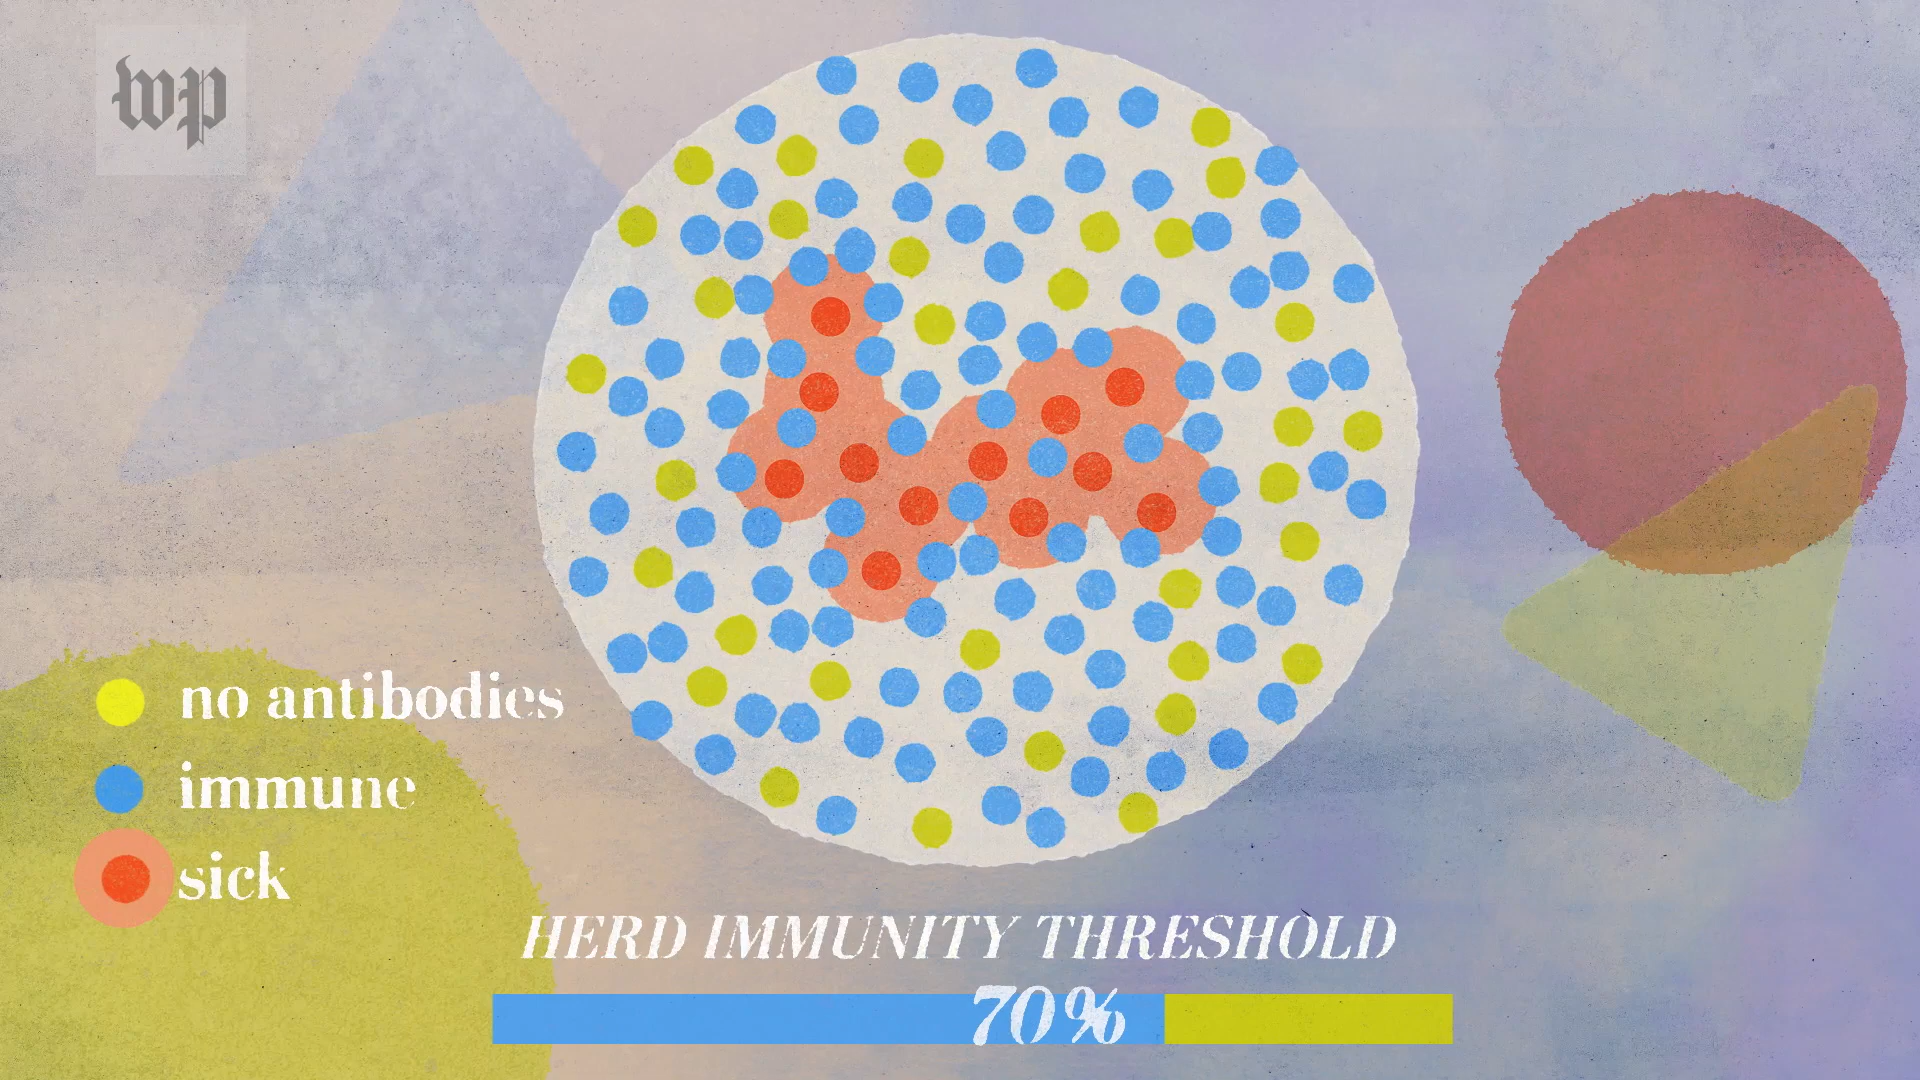 wp
no antibodies
immune
sick
HERD IMMUNITY THRESHOLD
70%